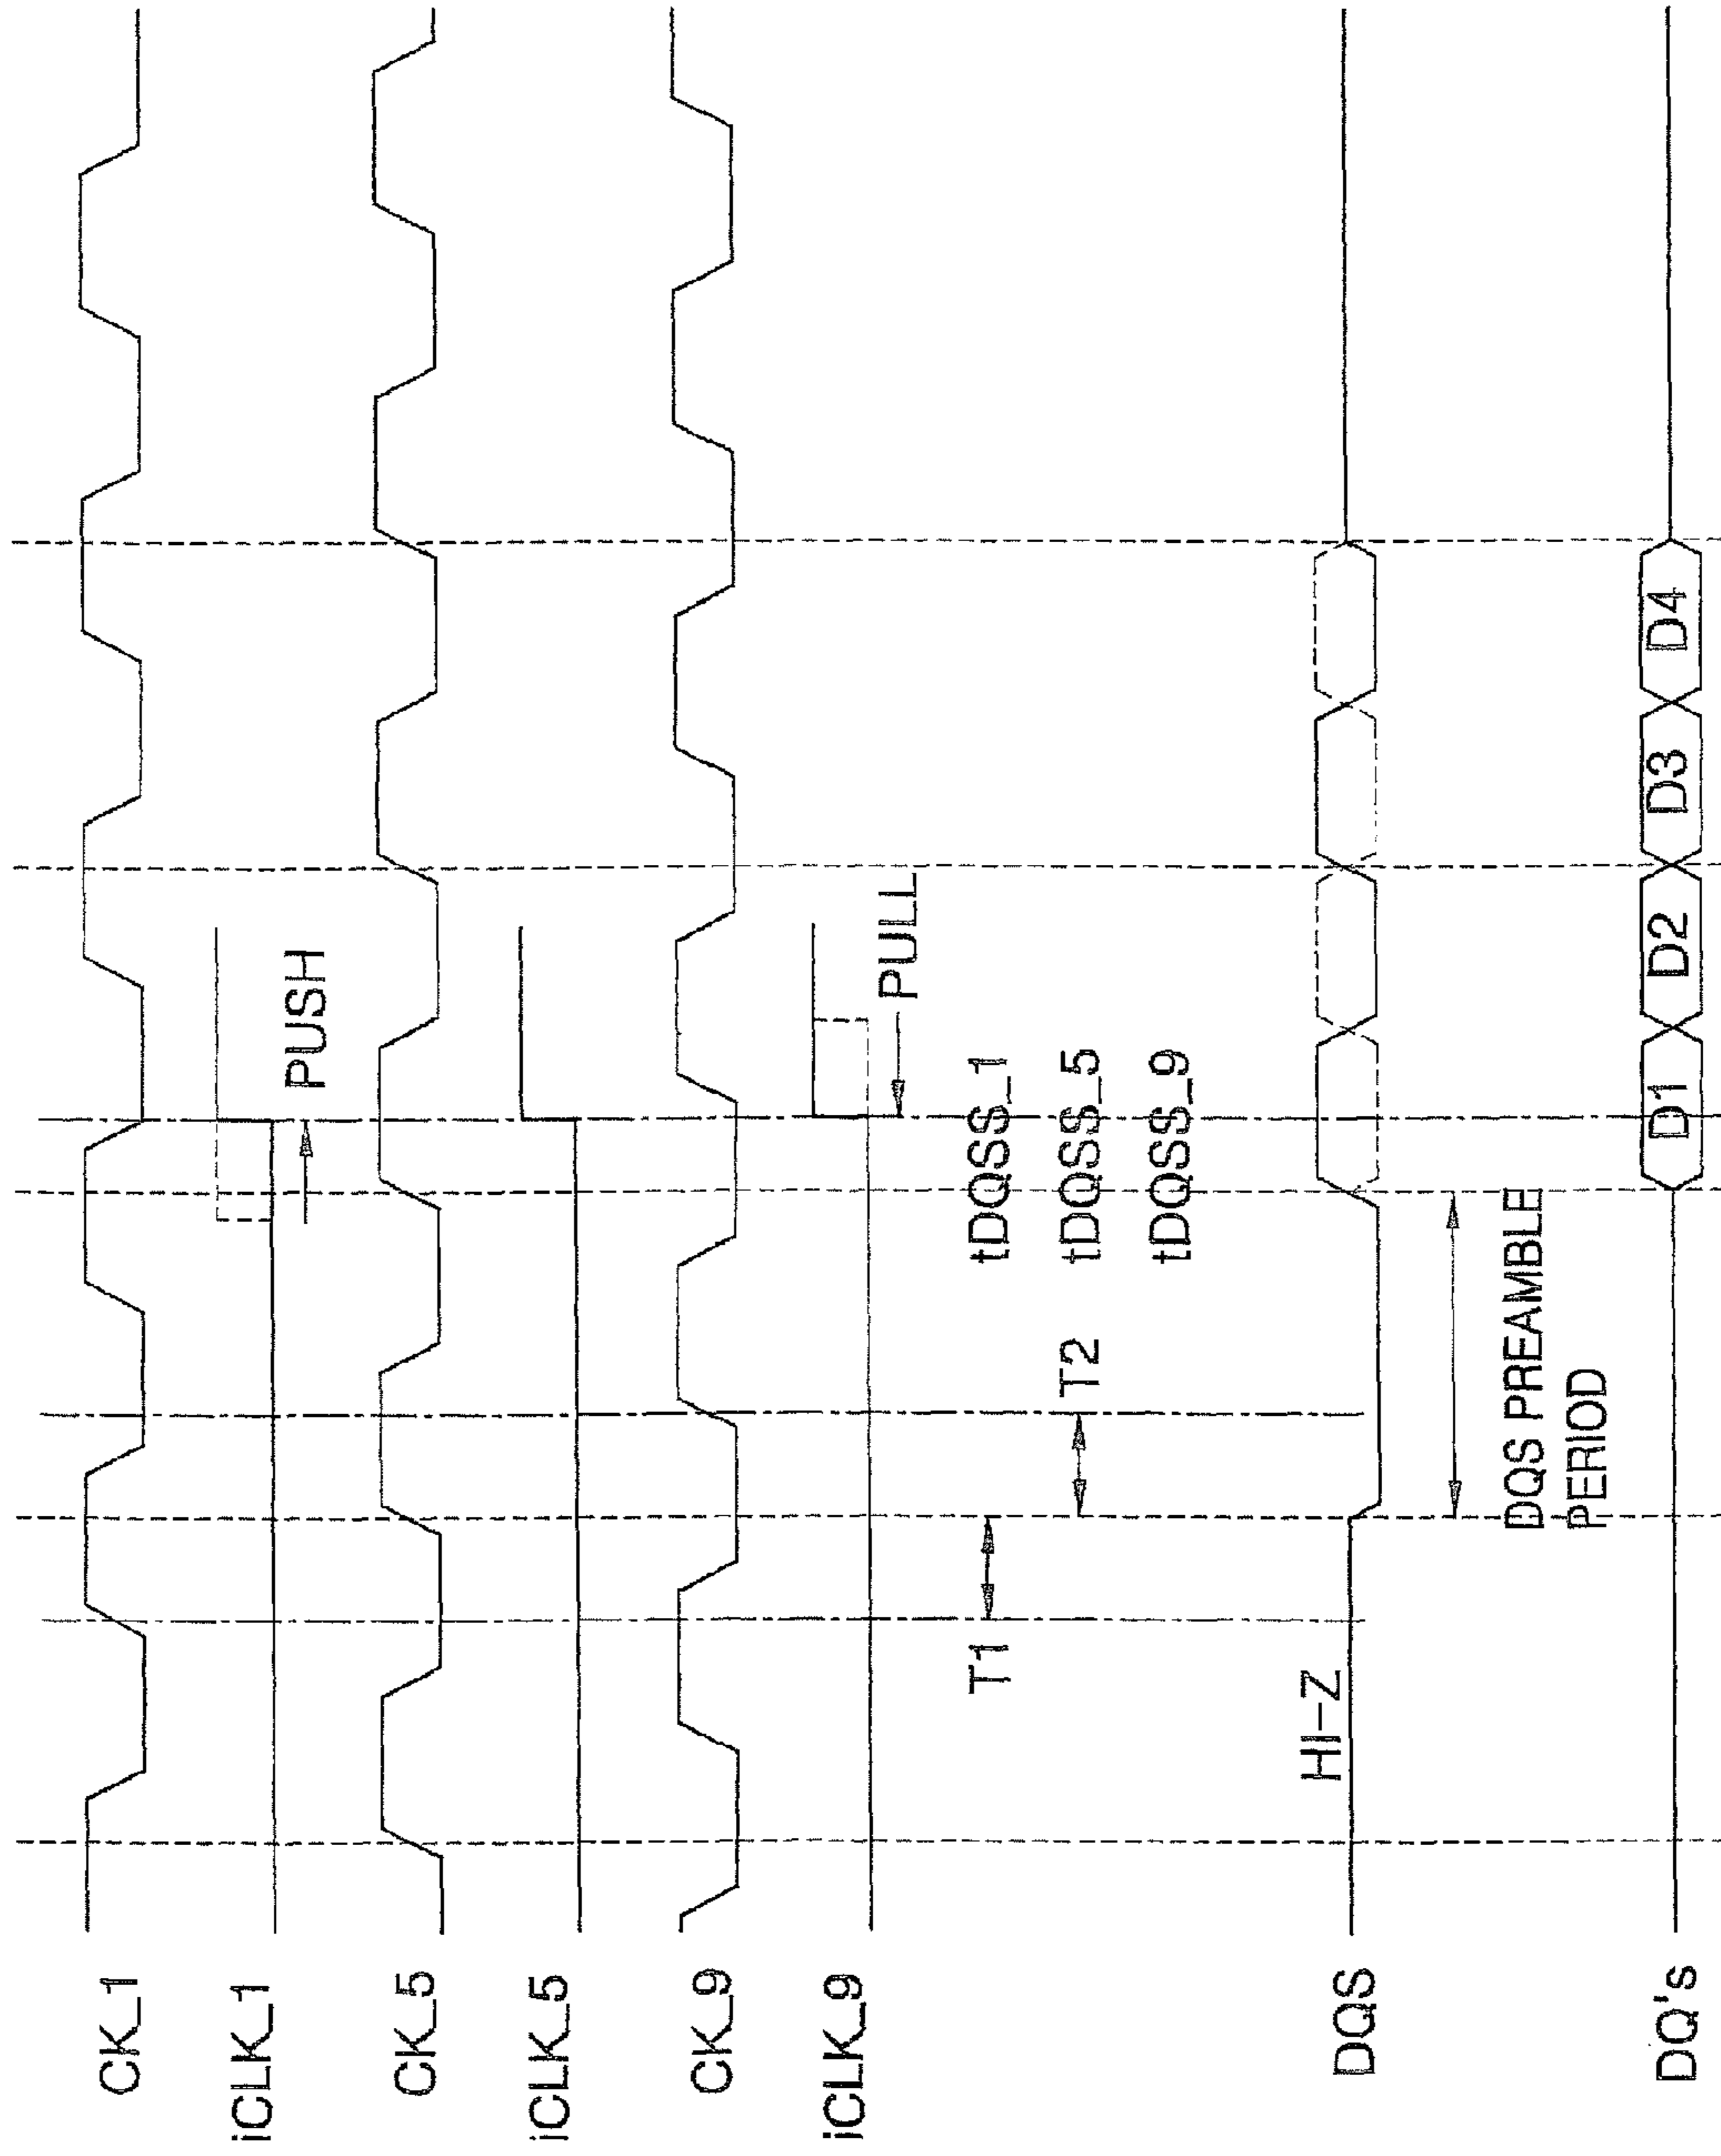 CK_1
iCLK_1
PUSH
CK_5
iCLK_5
CK_9
iCLK_9
PULL
T1
tDQSS_1
T2
tDQSS_5
tDQSS_9
HI-Z
DQS
DQS PREAMBLE
PERIOD
DQ's
D1 D2 D3 D4